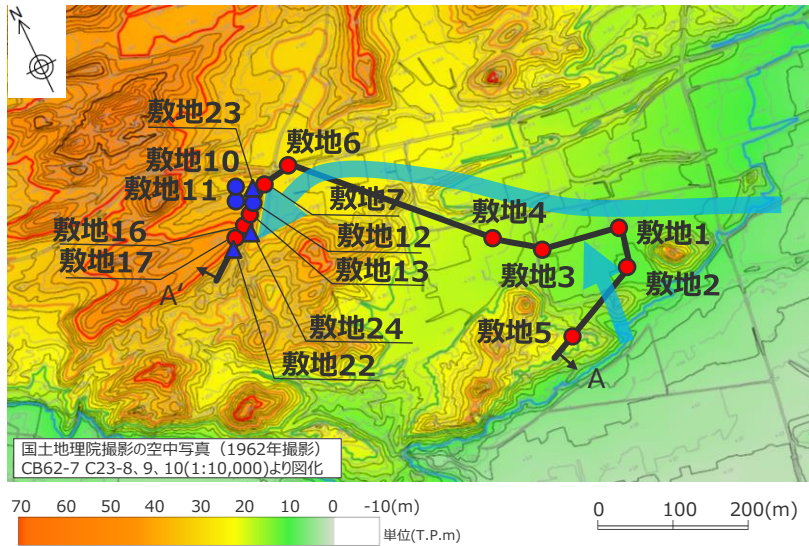 N
敷地23
敷地6
敷地10
敷地11
敷地7
敷地4
敷地16
敷地12
敷地1
敷地17
敷地3
敷地13
敷地2
A'
敷地24
敷地5
敷地22
A
国土地理院撮影の空中写真（1962年撮影）
CB62-7 C23-8、9、10(1:10,000)より図化
70 60 50 40 30 20 10 0 -10(m)
単位(T.P.m)
0 100 200(m)